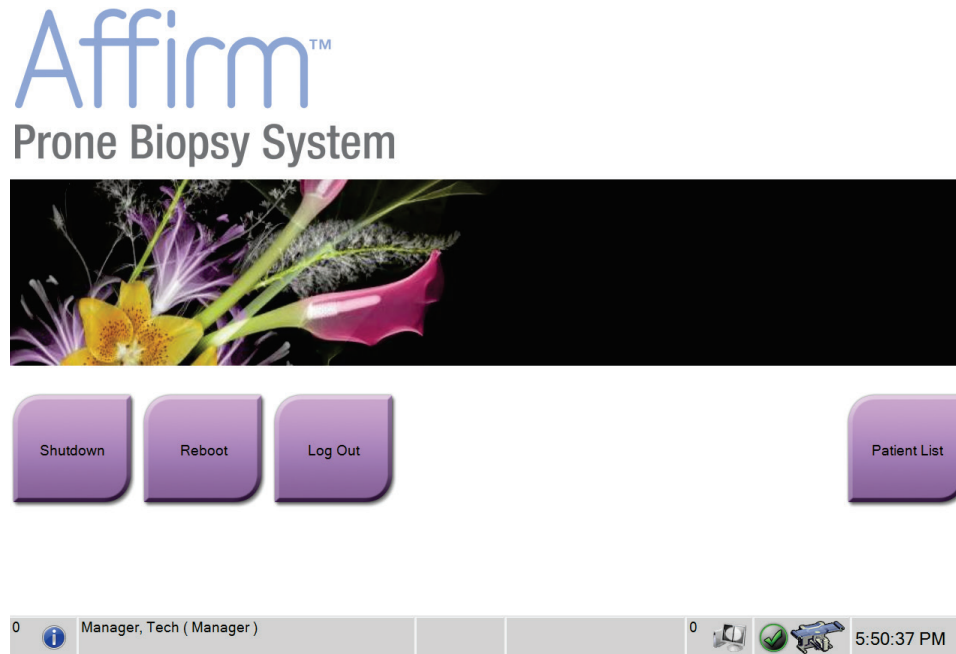 Affirm™
Prone Biopsy System
Shutdown
Reboot
Log Out
Patient List
0
Manager, Tech ( Manager )
0
5:50:37 PM